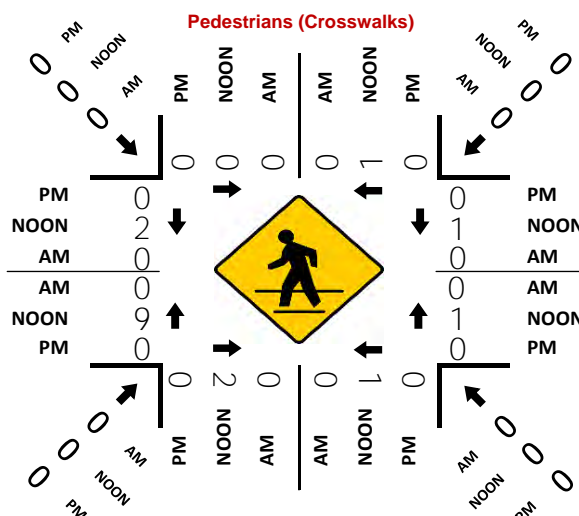 Pedestrians (Crosswalks)
0 0 0
PM NOON AM
PM NOON AM
AM NOON PM
PM NOON AM
0 0 0
0 0 0
0 1 0
PM 0
NOON 2
AM 0
AM 0
NOON 9
PM 0
0 PM
1 NOON
0 AM
0 AM
1 NOON
0 PM
0 2 0
0 1 0
0 0 0
AM NOON PM
PM NOON AM
AM NOON PM
AM NOON PM
0 0 0